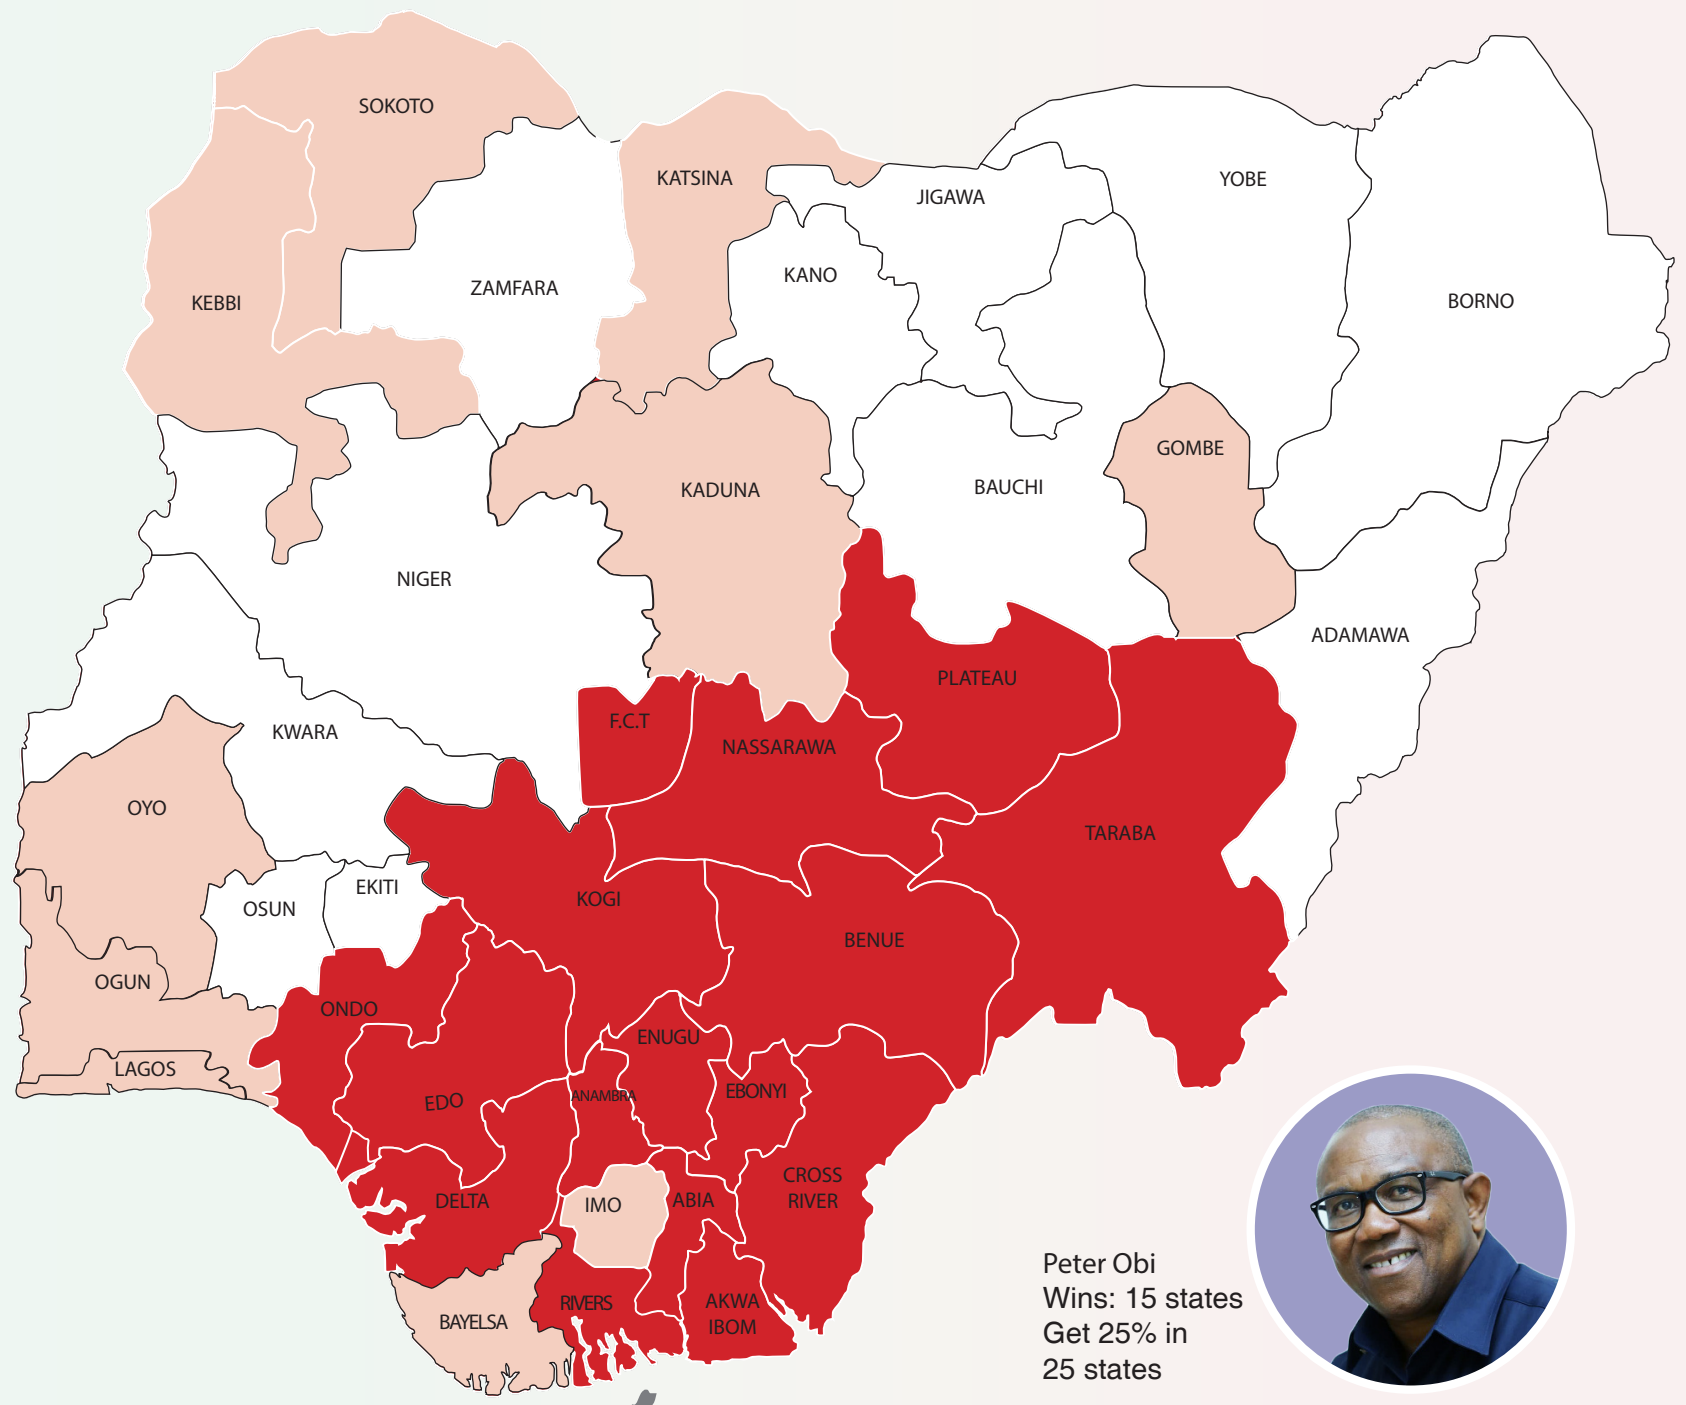 SOKOTO
KATSINA
JIGAWA
YOBE
KEBBI
ZAMFARA
KANO
BORNO
GOMBE
KADUNA
BAUCHI
NIGER
ADAMAWA
PLATEAU
F.C.T
KWARA
NASSARAWA
OYO
TARABA
EKITI
OSUN
KOGI
BENUE
OGUN
ONDO
ENUGU
LAGOS
EDO
ANAMBRA
EBONYI
CROSS
RIVER
DELTA
IMO
ABIA
BAYELSA
RIVERS
AKWA
IBOM
Peter Obi
Wins: 15 states
Get 25% in
25 states